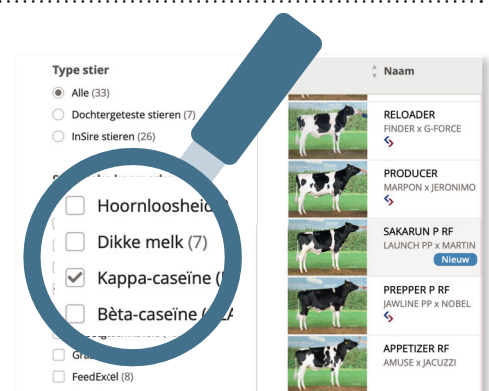 Type stier
Alle (33)
Dochtergeteste stieren (7)
InSire stieren (26)
Hoornloosheid
Dikke melk (7)
Kappa-caseïne (
Bèta-caseïne (
FeedExcel (8)
Naam
RELOADER
FINDER x G-FORCE
PRODUCER
MARPON x JERONIMO
SAKARUN P RF
LAUNCH PP x MARTIN
Nieuw
PREPPER P RF
JAWLINE PP x NOBEL
APPETIZER RF
AMUSE x JACUZZI